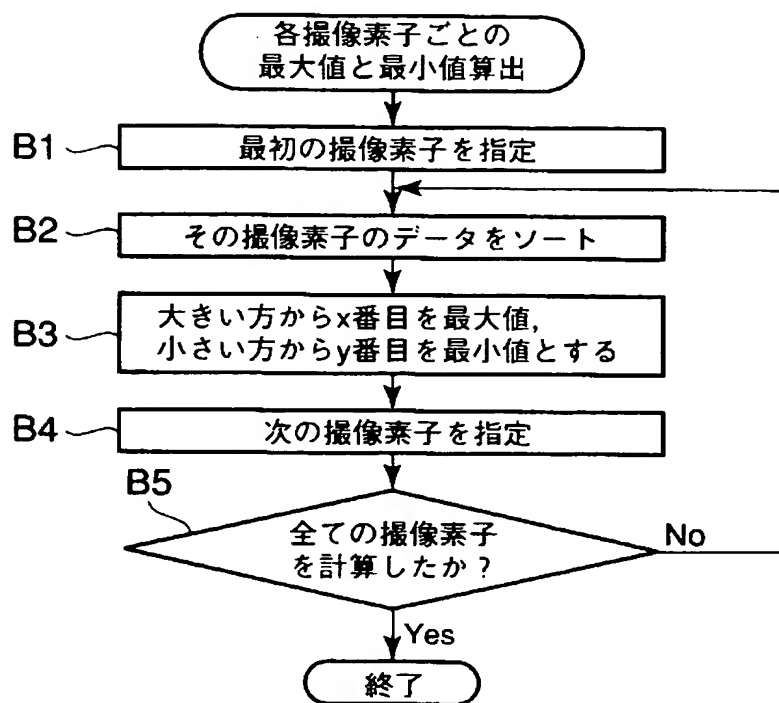 各撮像素子ごとの
最大値と最小値算出
B1
最初の撮像素子を指定
B2
その撮像素子のデータをソート
B3
大きい方からx番目を最大値,
小さい方からy番目を最小値とする
B4
次の撮像素子を指定
B5
全ての撮像素子
を計算したか?
No
Yes
終了